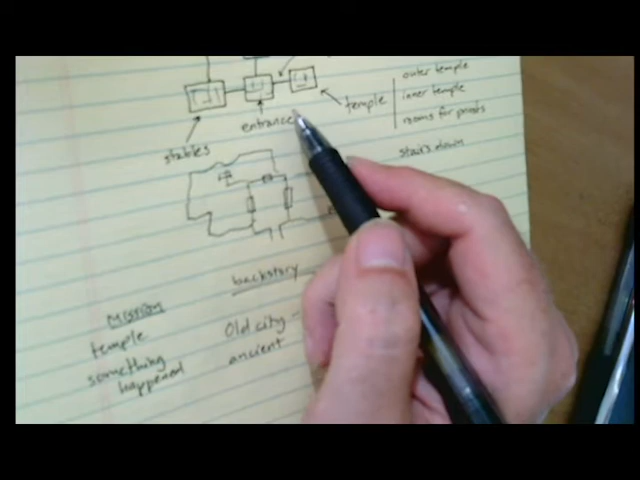 outer temple
inner temple
rooms for priests
temple
entrance
stables
stairs down
backstory
mission
temple
something
happened
Old city -
ancient